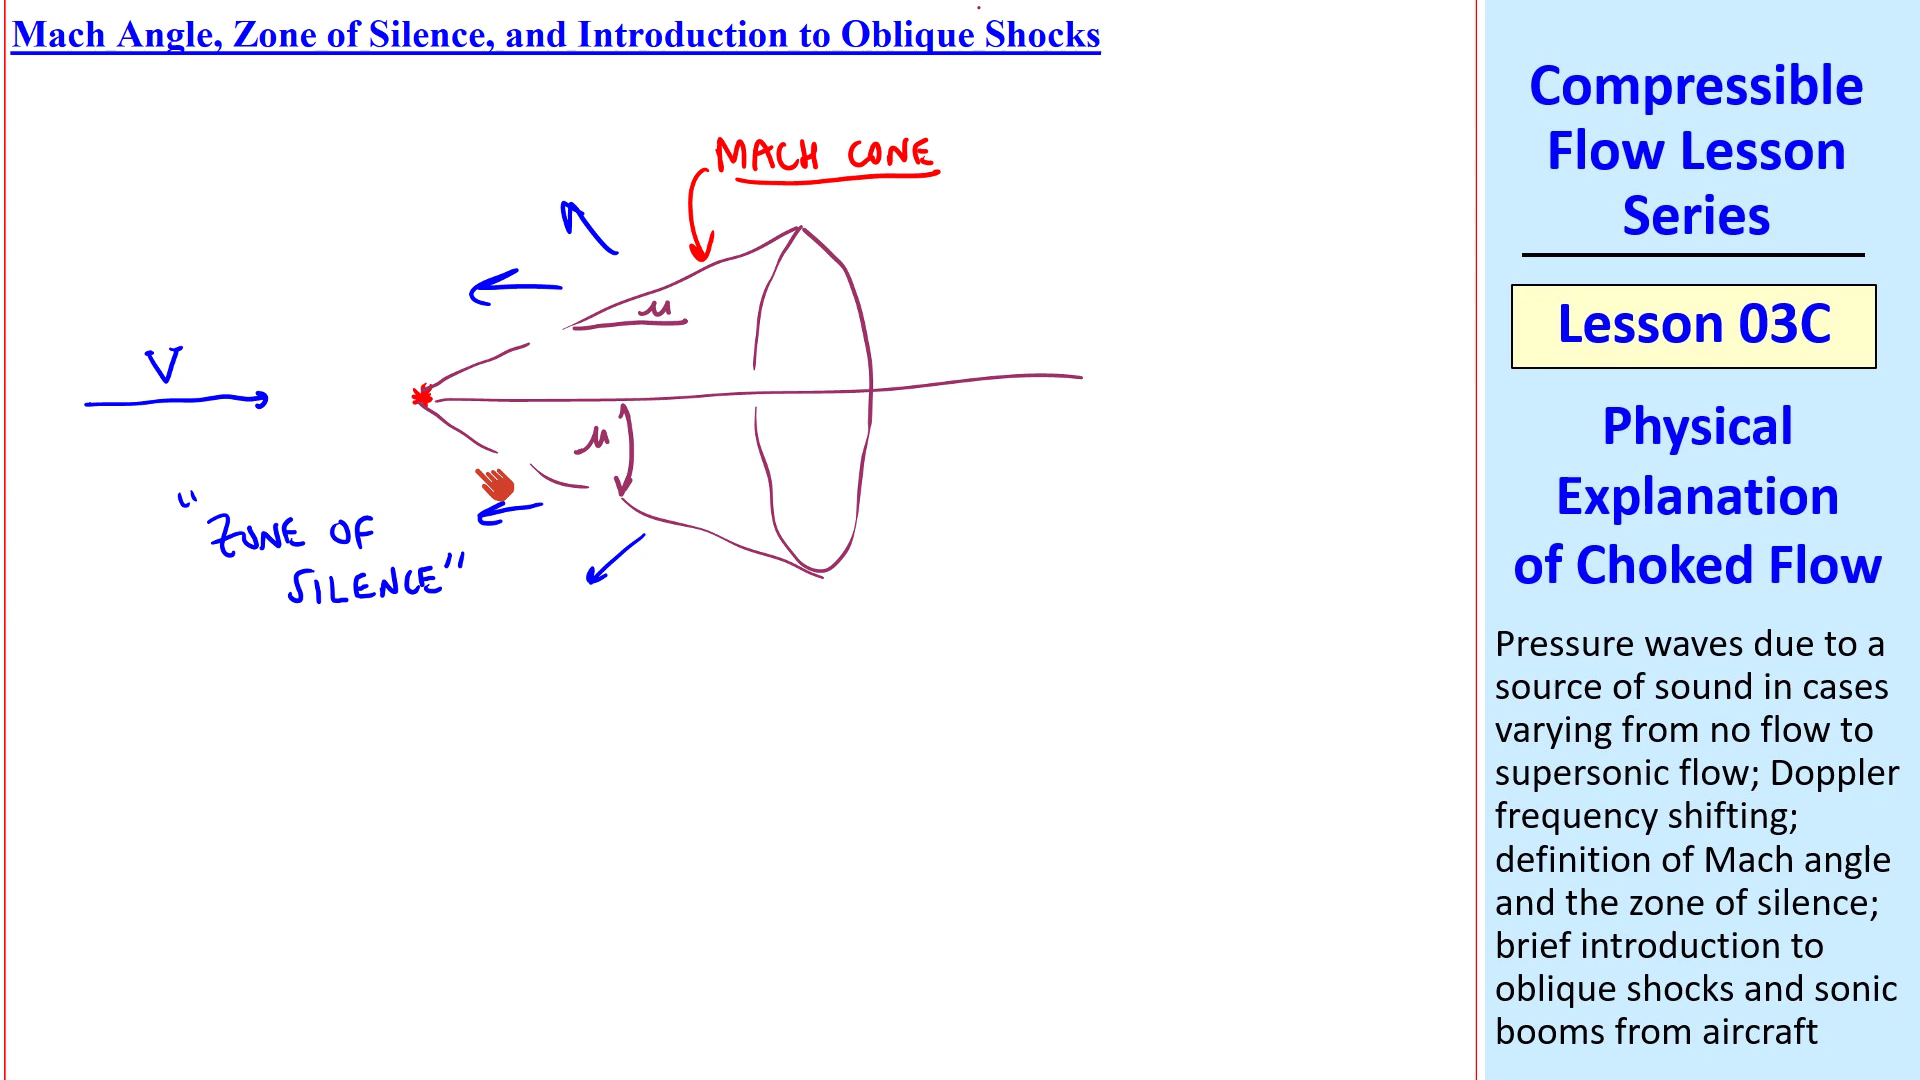 Mach Angle, Zone of Silence, and Introduction to Oblique Shocks
MACH CONE
μ
V
μ
"ZONE OF
SILENCE"
Compressible
Flow Lesson
Series
Lesson 03C
Physical
Explanation
of Choked Flow
Pressure waves due to a
source of sound in cases
varying from no flow to
supersonic flow; Doppler
frequency shifting;
definition of Mach angle
and the zone of silence;
brief introduction to
oblique shocks and sonic
booms from aircraft